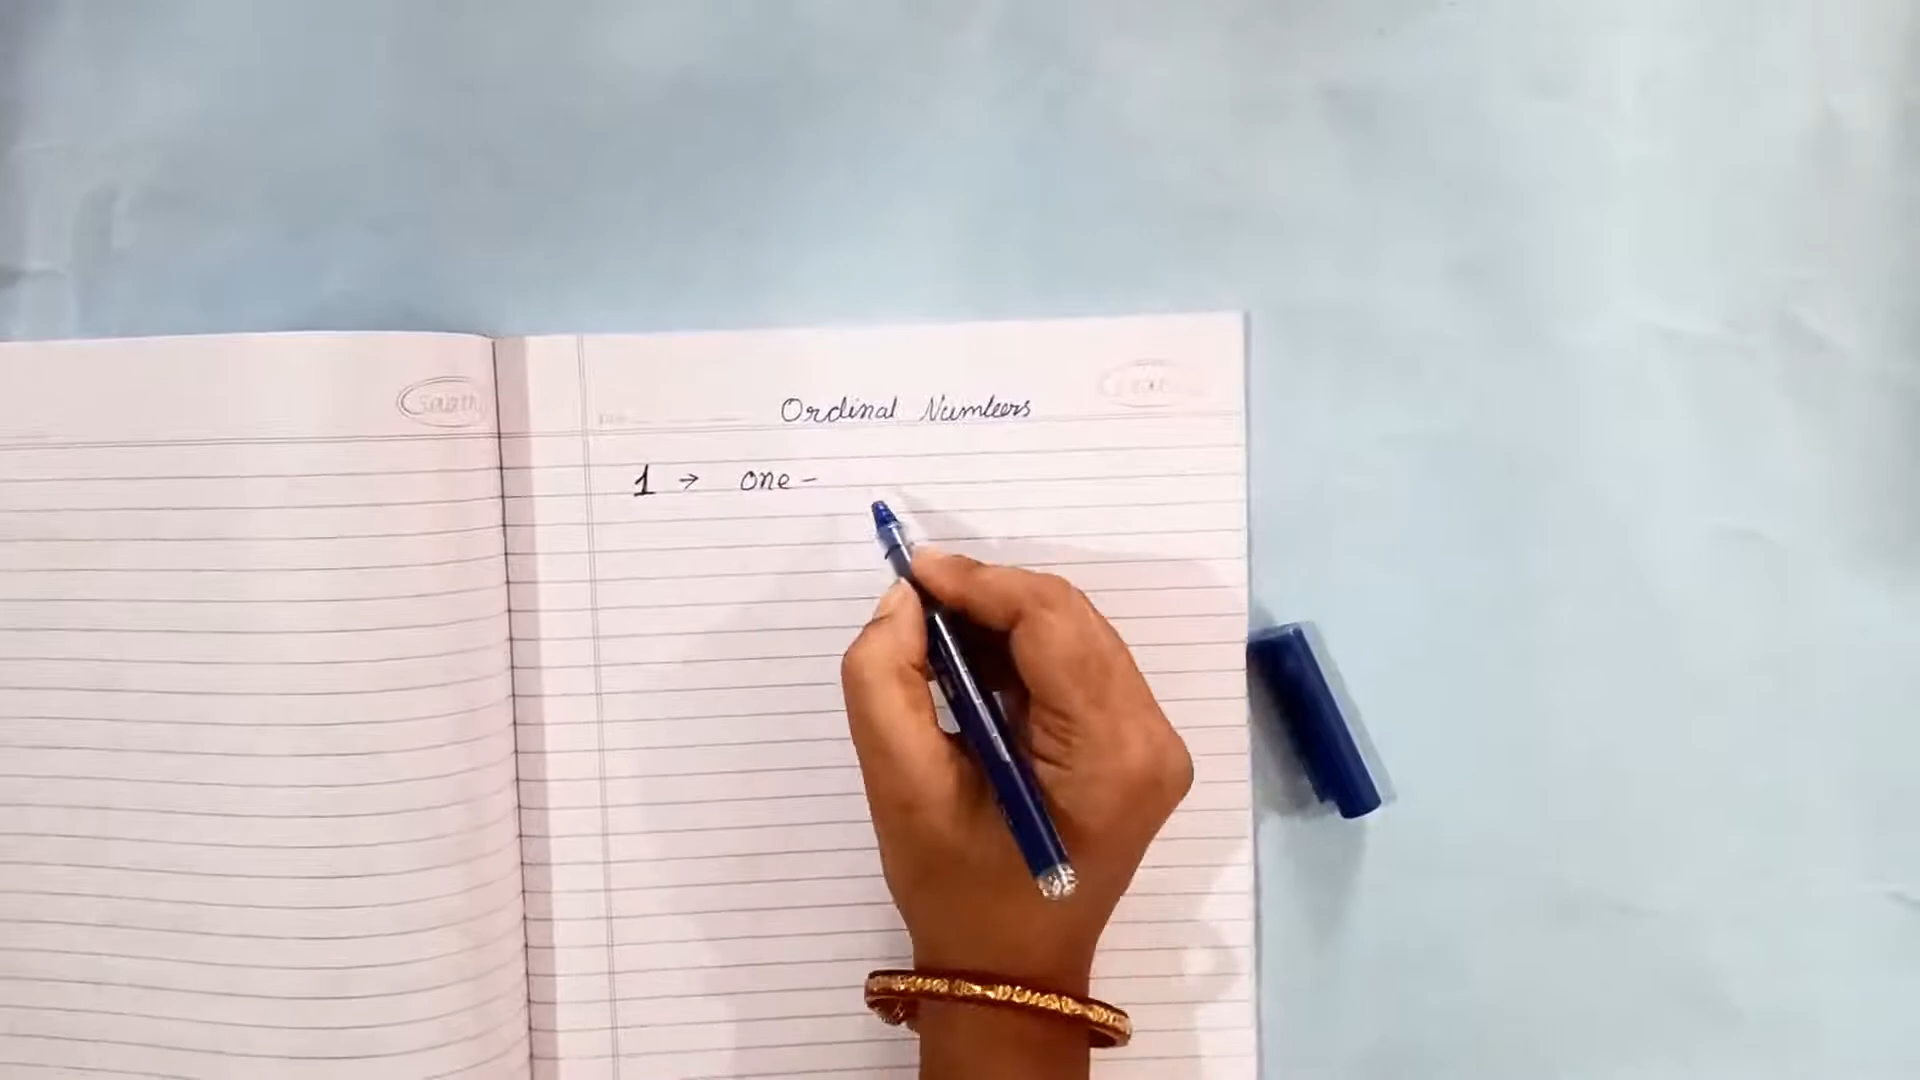 Ordinal Numbers
1 → one -